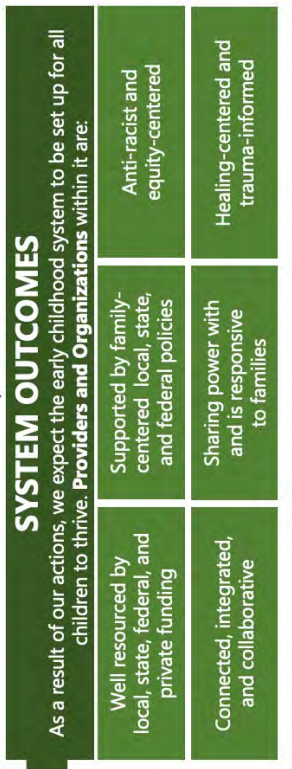 SYSTEM OUTCOMES
As a result of our actions, we expect the early childhood system to be set up for all
children to thrive. Providers and Organizations within it are:
Well resourced by
local, state, federal, and
private funding
Supported by family-
centered local, state,
and federal policies
Anti-racist and
equity-centered
Connected, integrated,
and collaborative
Sharing power with
and is responsive
to families
Healing-centered and
trauma-informed